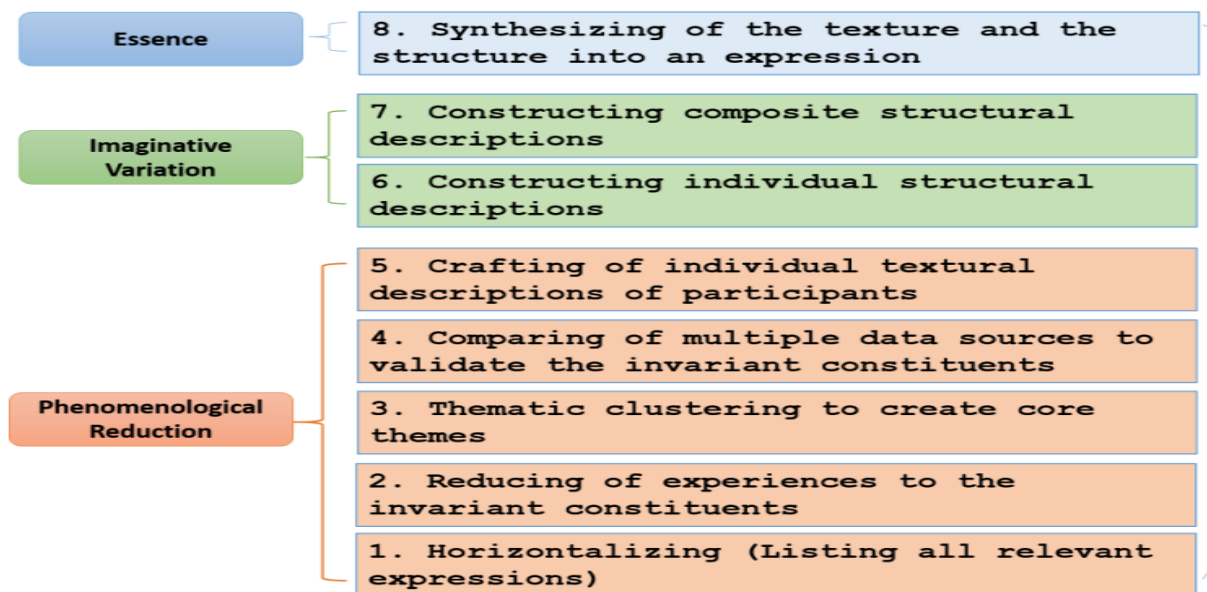 Essence
8. Synthesizing of the texture and the
structure into an expression
Imaginative
Variation
7. Constructing composite structural
descriptions
6. Constructing individual structural
descriptions
Phenomenological
Reduction
5. Crafting of individual textural
descriptions of participants
4. Comparing of multiple data sources to
validate the invariant constituents
3. Thematic clustering to create core
themes
2. Reducing of experiences to the
invariant constituents
1. Horizontalizing (Listing all relevant
expressions)